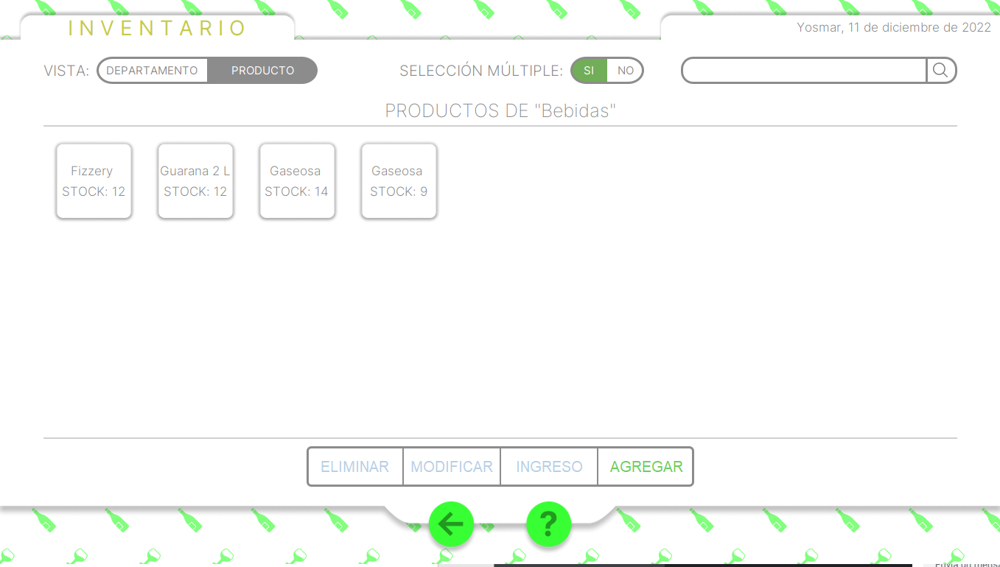 INVENTARIO
Yosmar, 11 de diciembre de 2022
VISTA: DEPARTAMENTO PRODUCTO SELECCIÓN MÚLTIPLE: SI NO
PRODUCTOS DE "Bebidas"
Fizzery
STOCK: 12
Guarana 2 L
STOCK: 12
Gaseosa
STOCK: 14
Gaseosa
STOCK: 9
ELIMINAR MODIFICAR INGRESO AGREGAR
?